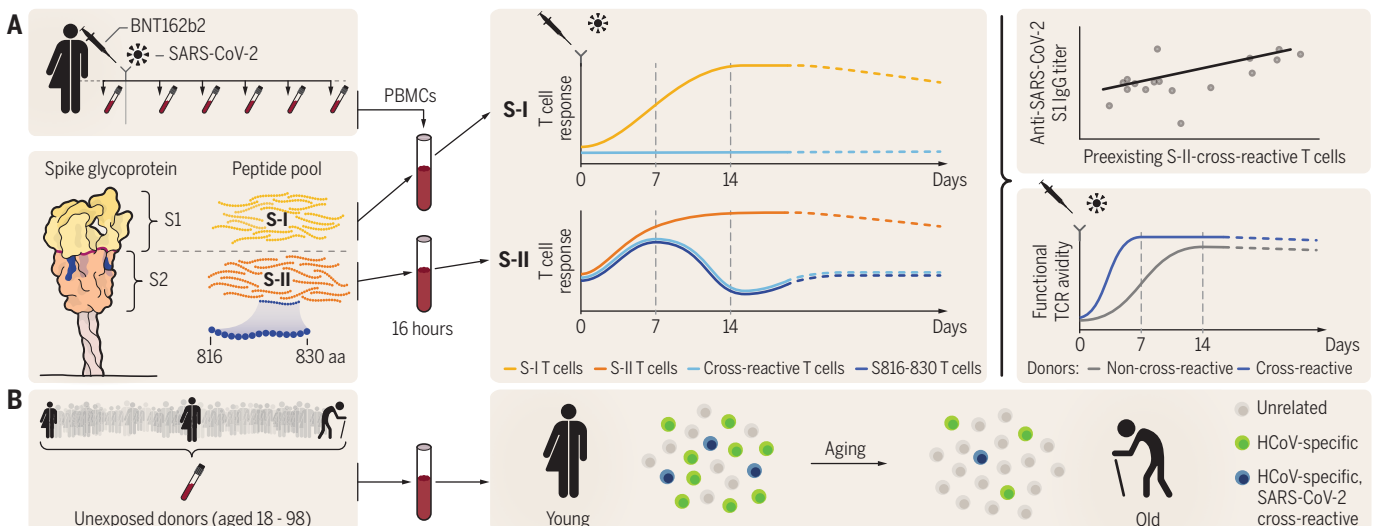 A
BNT162b2
SARS-CoV-2
PBMCs
Spike glycoprotein
Peptide pool
S1
S-I
S2
S-II
816
830 aa
16 hours
S-I
T cell
response
0
7
14
Days
S-II
T cell
response
0
7
14
Days
S-I T cells
S-II T cells
Cross-reactive T cells
S816-830 T cells
Anti-SARS-CoV-2
S1 IgG titer
Preexisting S-II-cross-reactive T cells
Functional
TCR avidity
0
7
14
Days
Donors:
Non-cross-reactive
Cross-reactive
B
Unexposed donors (aged 18 - 98)
Young
Aging
Old
Unrelated
HCoV-specific
HCoV-specific,
SARS-CoV-2
cross-reactive